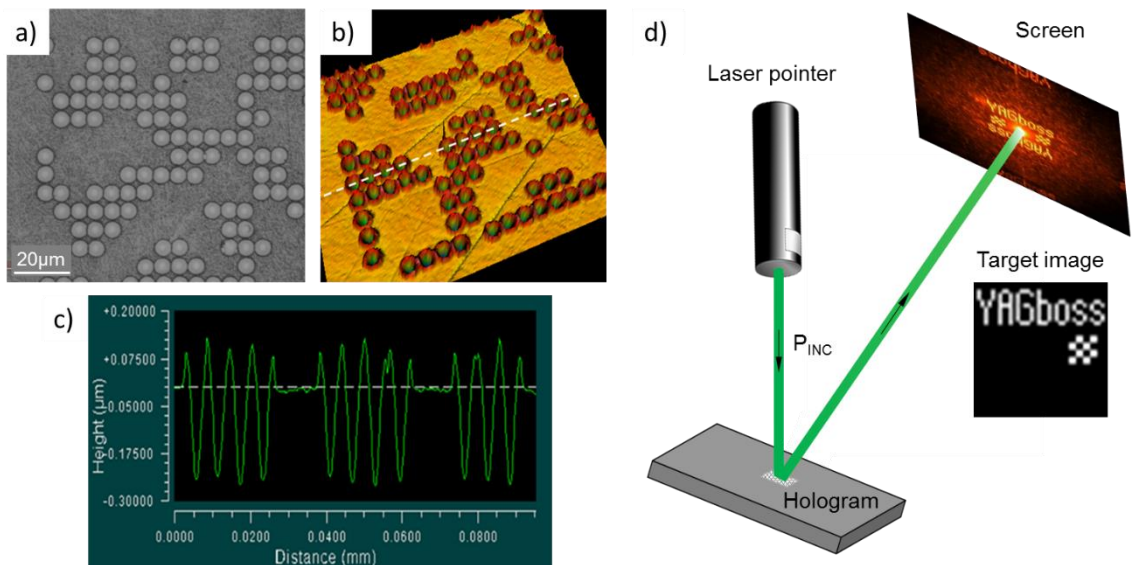 a)
20µm
b)
c)
+0.20000
+0.07500
-0.05000
-0.17500
-0.30000
Height (µm)
0.0000
0.0200
0.0400
0.0600
0.0800
Distance (mm)
d)
Screen
Laser pointer
YAGboss
YAGboss
Target image
YAGboss
P_INC
Hologram